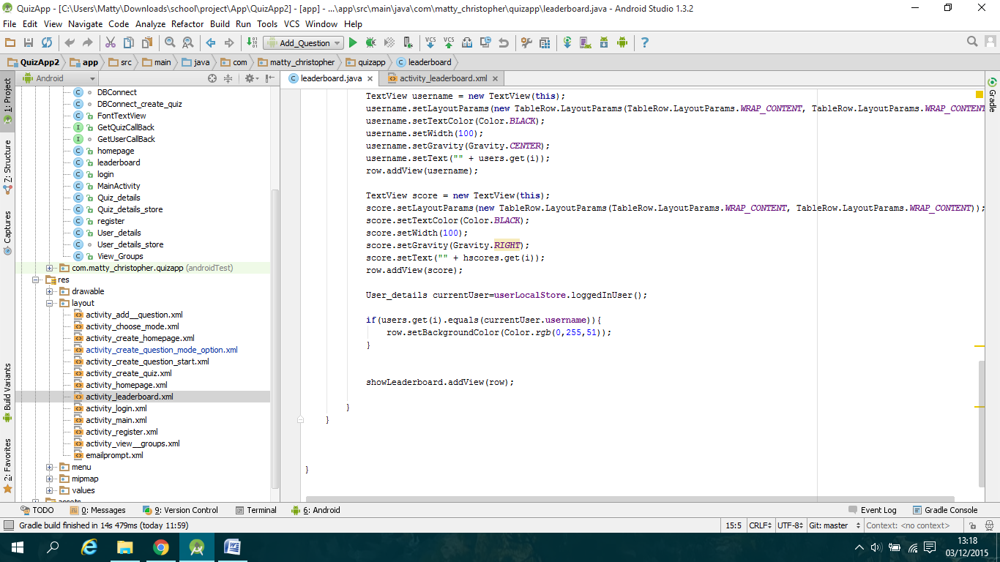 QuizApp - [C:\Users\Matty\Downloads\school\project\App\QuizApp2] - [app] - ...\app\src\main\java\com\matty_christopher\quizapp\leaderboard.java - Android Studio 1.3.2
File Edit View Navigate Code Analyze Refactor Build Run Tools VCS Window Help
Add_Question
QuizApp2 app src main java com matty_christopher quizapp leaderboard
Android
leaderboard.java activity_leaderboard.xml
1: Project
Z: Structure
Captures
Build Variants
2: Favorites
DBConnect
DBConnect_create_quiz
FontTextView
GetQuizCallBack
GetUserCallBack
homepage
leaderboard
login
MainActivity
Quiz_details
Quiz_details_store
register
User_details
User_details_store
View_Groups
com.matty_christopher.quizapp (androidTest)
res
drawable
layout
activity_add__question.xml
activity_choose_mode.xml
activity_create_homepage.xml
activity_create_question_mode_option.xml
activity_create_question_start.xml
activity_create_quiz.xml
activity_homepage.xml
activity_leaderboard.xml
activity_login.xml
activity_main.xml
activity_register.xml
activity_view__groups.xml
emailprompt.xml
menu
mipmap
values
assets
TextView username = new TextView(this);
username.setLayoutParams(new TableRow.LayoutParams(TableRow.LayoutParams.WRAP_CONTENT, TableRow.LayoutParams.WRAP_CONTENT
username.setTextColor(Color.BLACK);
username.setWidth(100);
username.setGravity(Gravity.CENTER);
username.setText("" + users.get(i));
row.addView(username);
TextView score = new TextView(this);
score.setLayoutParams(new TableRow.LayoutParams(TableRow.LayoutParams.WRAP_CONTENT, TableRow.LayoutParams.WRAP_CONTENT));
score.setTextColor(Color.BLACK);
score.setWidth(100);
score.setGravity(Gravity.RIGHT);
score.setText("" + hscores.get(i));
row.addView(score);
User_details currentUser=userLocalStore.loggedInUser();
if(users.get(i).equals(currentUser.username)){
row.setBackgroundColor(Color.rgb(0,255,51));
}
showLeaderboard.addView(row);
}
}
}
Gradle
TODO 0: Messages 9: Version Control Terminal 6: Android Event Log Gradle Console
Gradle build finished in 14s 479ms (today 11:59) 15:5 CRLF UTF-8 Git: master Context: <no context>
13:18
03/12/2015